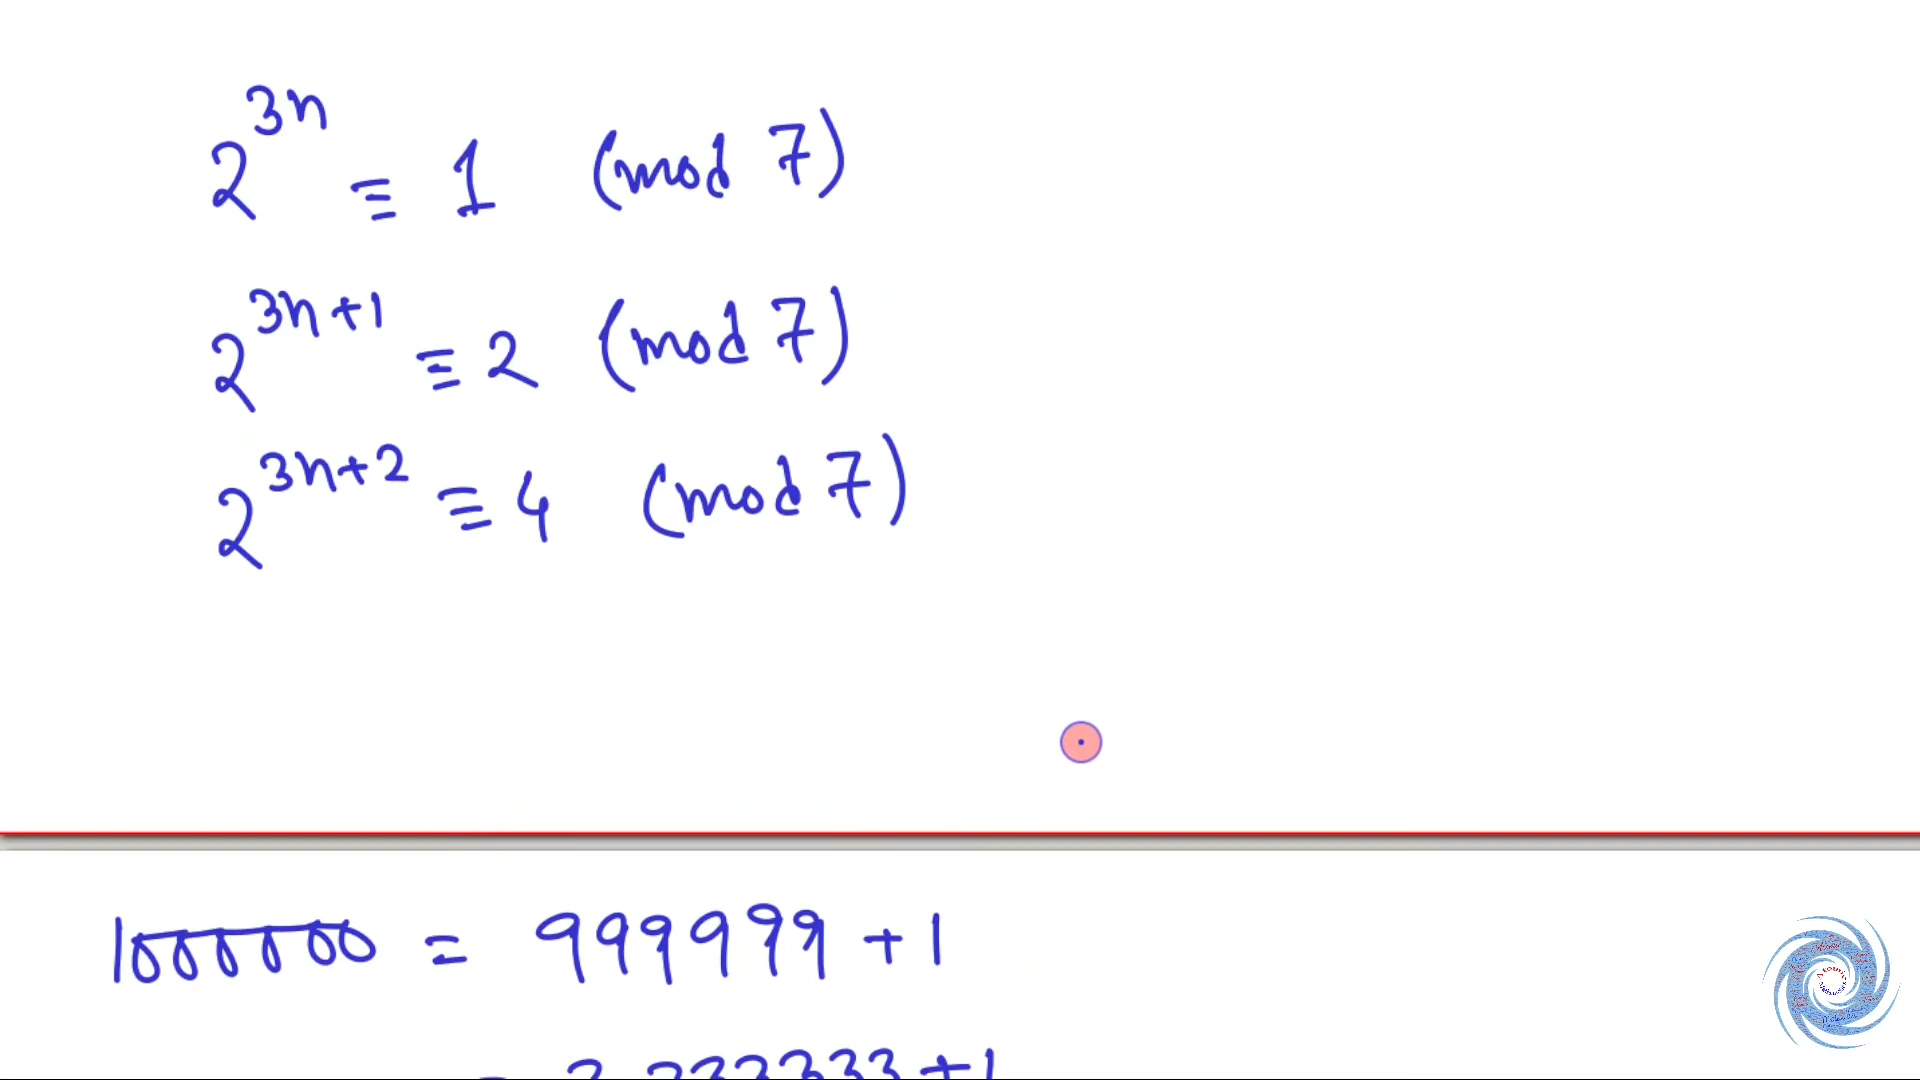 2^{3n} ≡ 1 (mod 7)
2^{3n+1} ≡ 2 (mod 7)
2^{3n+2} ≡ 4 (mod 7)
1000000 = 999999 + 1